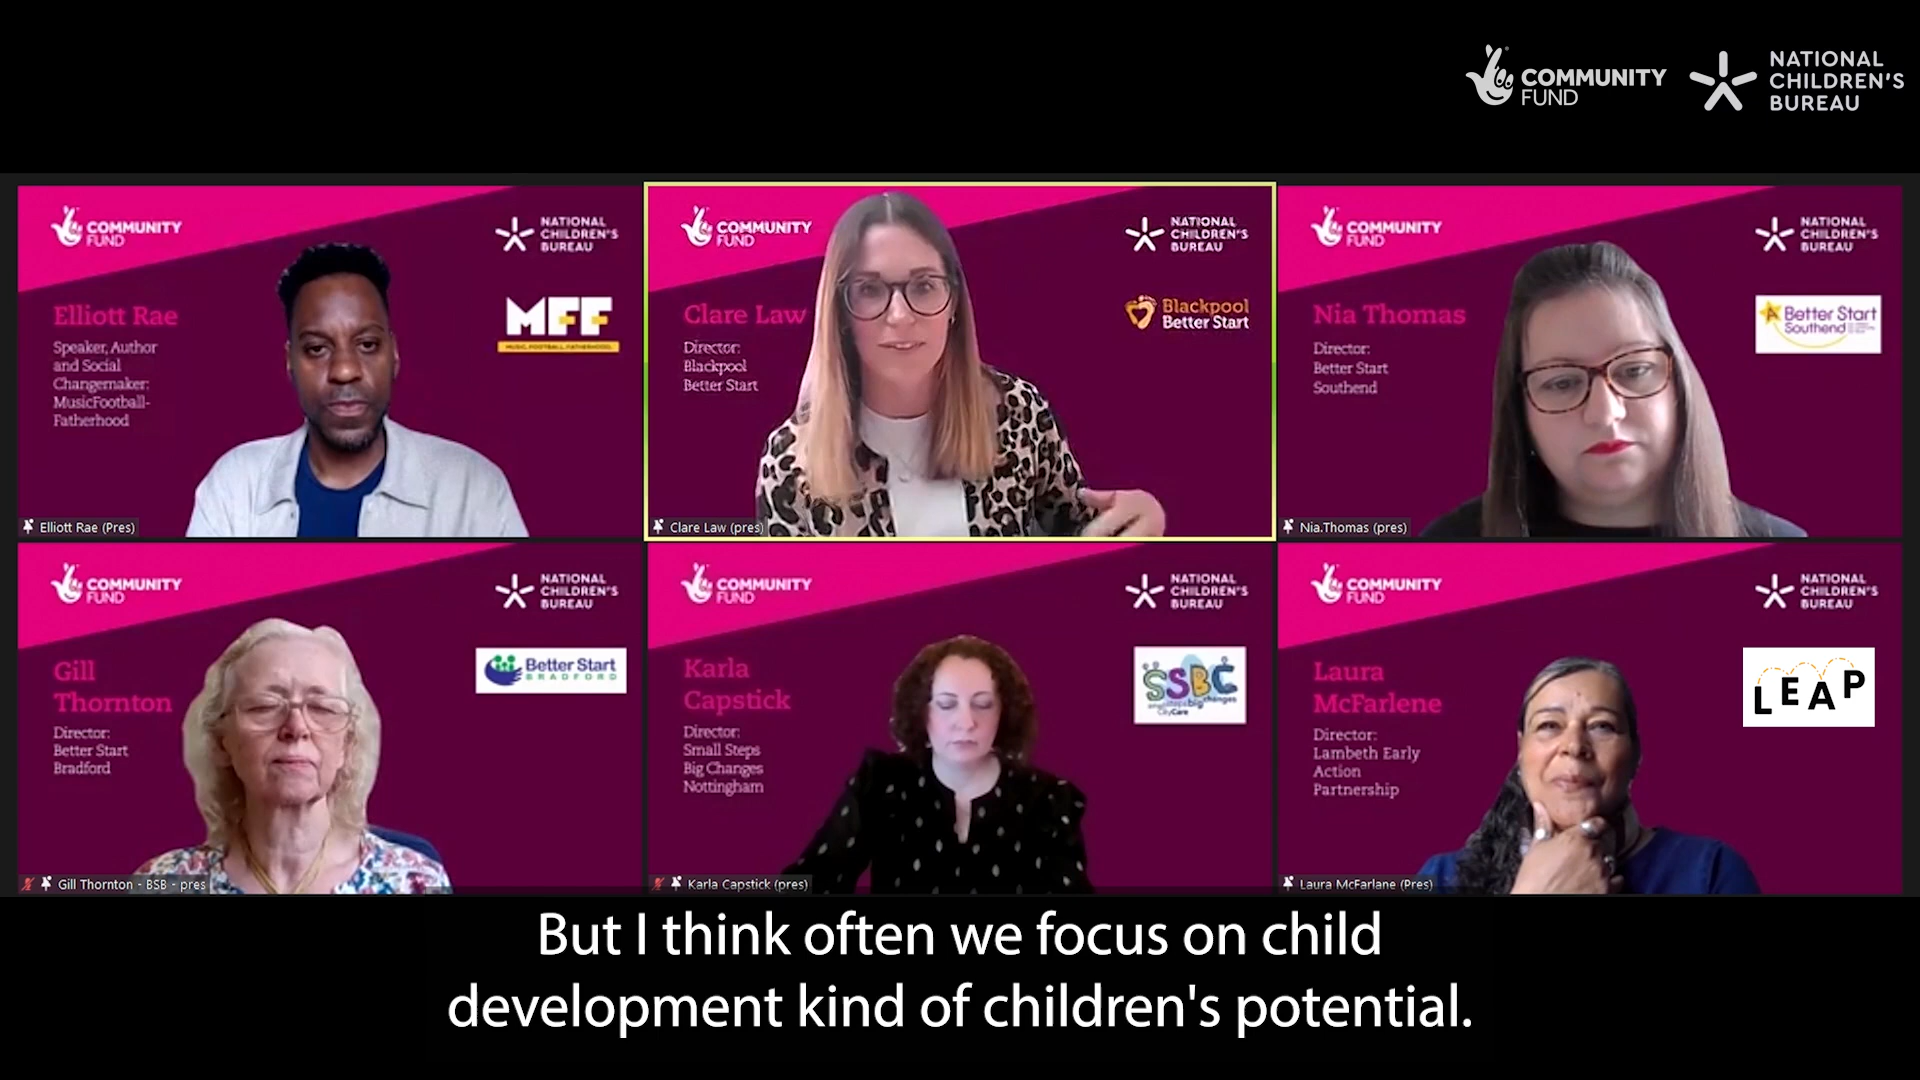 COMMUNITY
FUND
NATIONAL
CHILDREN'S
BUREAU
COMMUNITY
FUND
NATIONAL
CHILDREN'S
BUREAU
Elliott Rae
Speaker, Author
and Social
Changemaker:
MusicFootball-
Fatherhood
MFF
MUSIC. FOOTBALL. FATHERHOOD.
Elliott Rae (Pres)
COMMUNITY
FUND
NATIONAL
CHILDREN'S
BUREAU
Clare Law
Director:
Blackpool
Better Start
Blackpool
Better Start
Clare Law (pres)
COMMUNITY
FUND
NATIONAL
CHILDREN'S
BUREAU
Nia Thomas
Director:
Better Start
Southend
A Better Start
Southend
Nia.Thomas (pres)
COMMUNITY
FUND
NATIONAL
CHILDREN'S
BUREAU
Gill
Thornton
Director:
Better Start
Bradford
Better Start
BRADFORD
Gill Thornton - BSB - pres
COMMUNITY
FUND
NATIONAL
CHILDREN'S
BUREAU
Karla
Capstick
Director:
Small Steps
Big Changes
Nottingham
SSBC
CityCare
Karla Capstick (pres)
COMMUNITY
FUND
NATIONAL
CHILDREN'S
BUREAU
Laura
McFarlene
Director:
Lambeth Early
Action
Partnership
LEAP
Laura McFarlane (Pres)
But I think often we focus on child
development kind of children's potential.